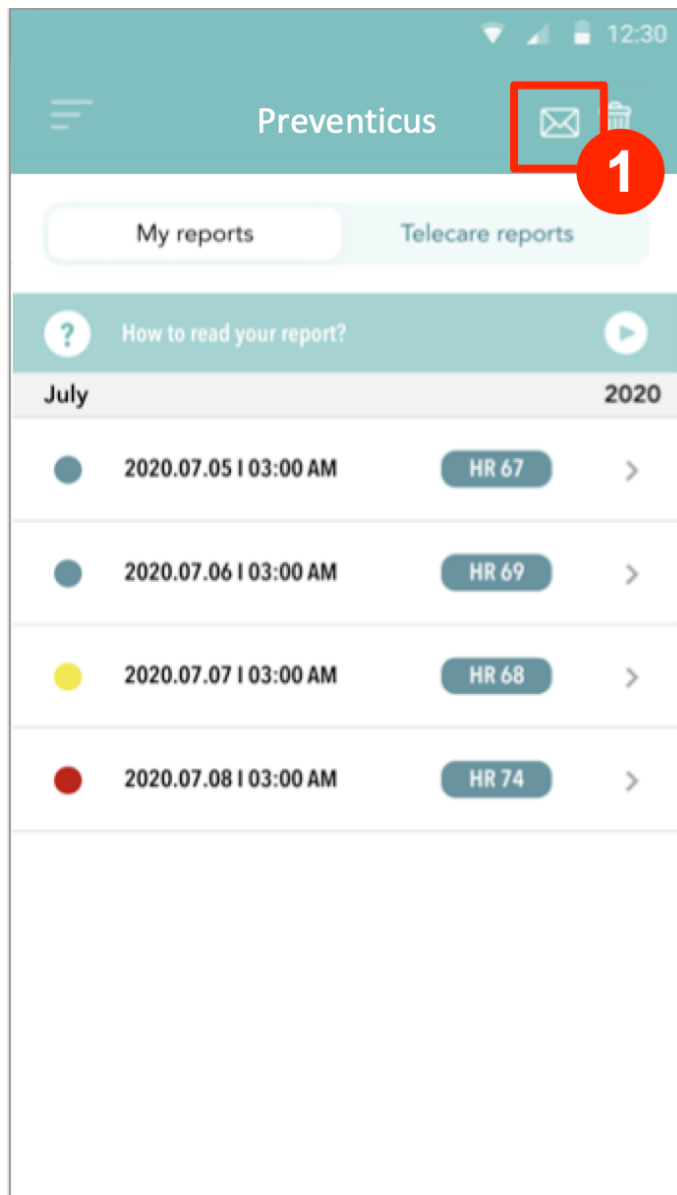 12:30
Preventicus
1
My reports Telecare reports
? How to read your report?
July 2020
2020.07.05 I 03:00 AM HR 67
2020.07.06 I 03:00 AM HR 69
2020.07.07 I 03:00 AM HR 68
2020.07.08 I 03:00 AM HR 74